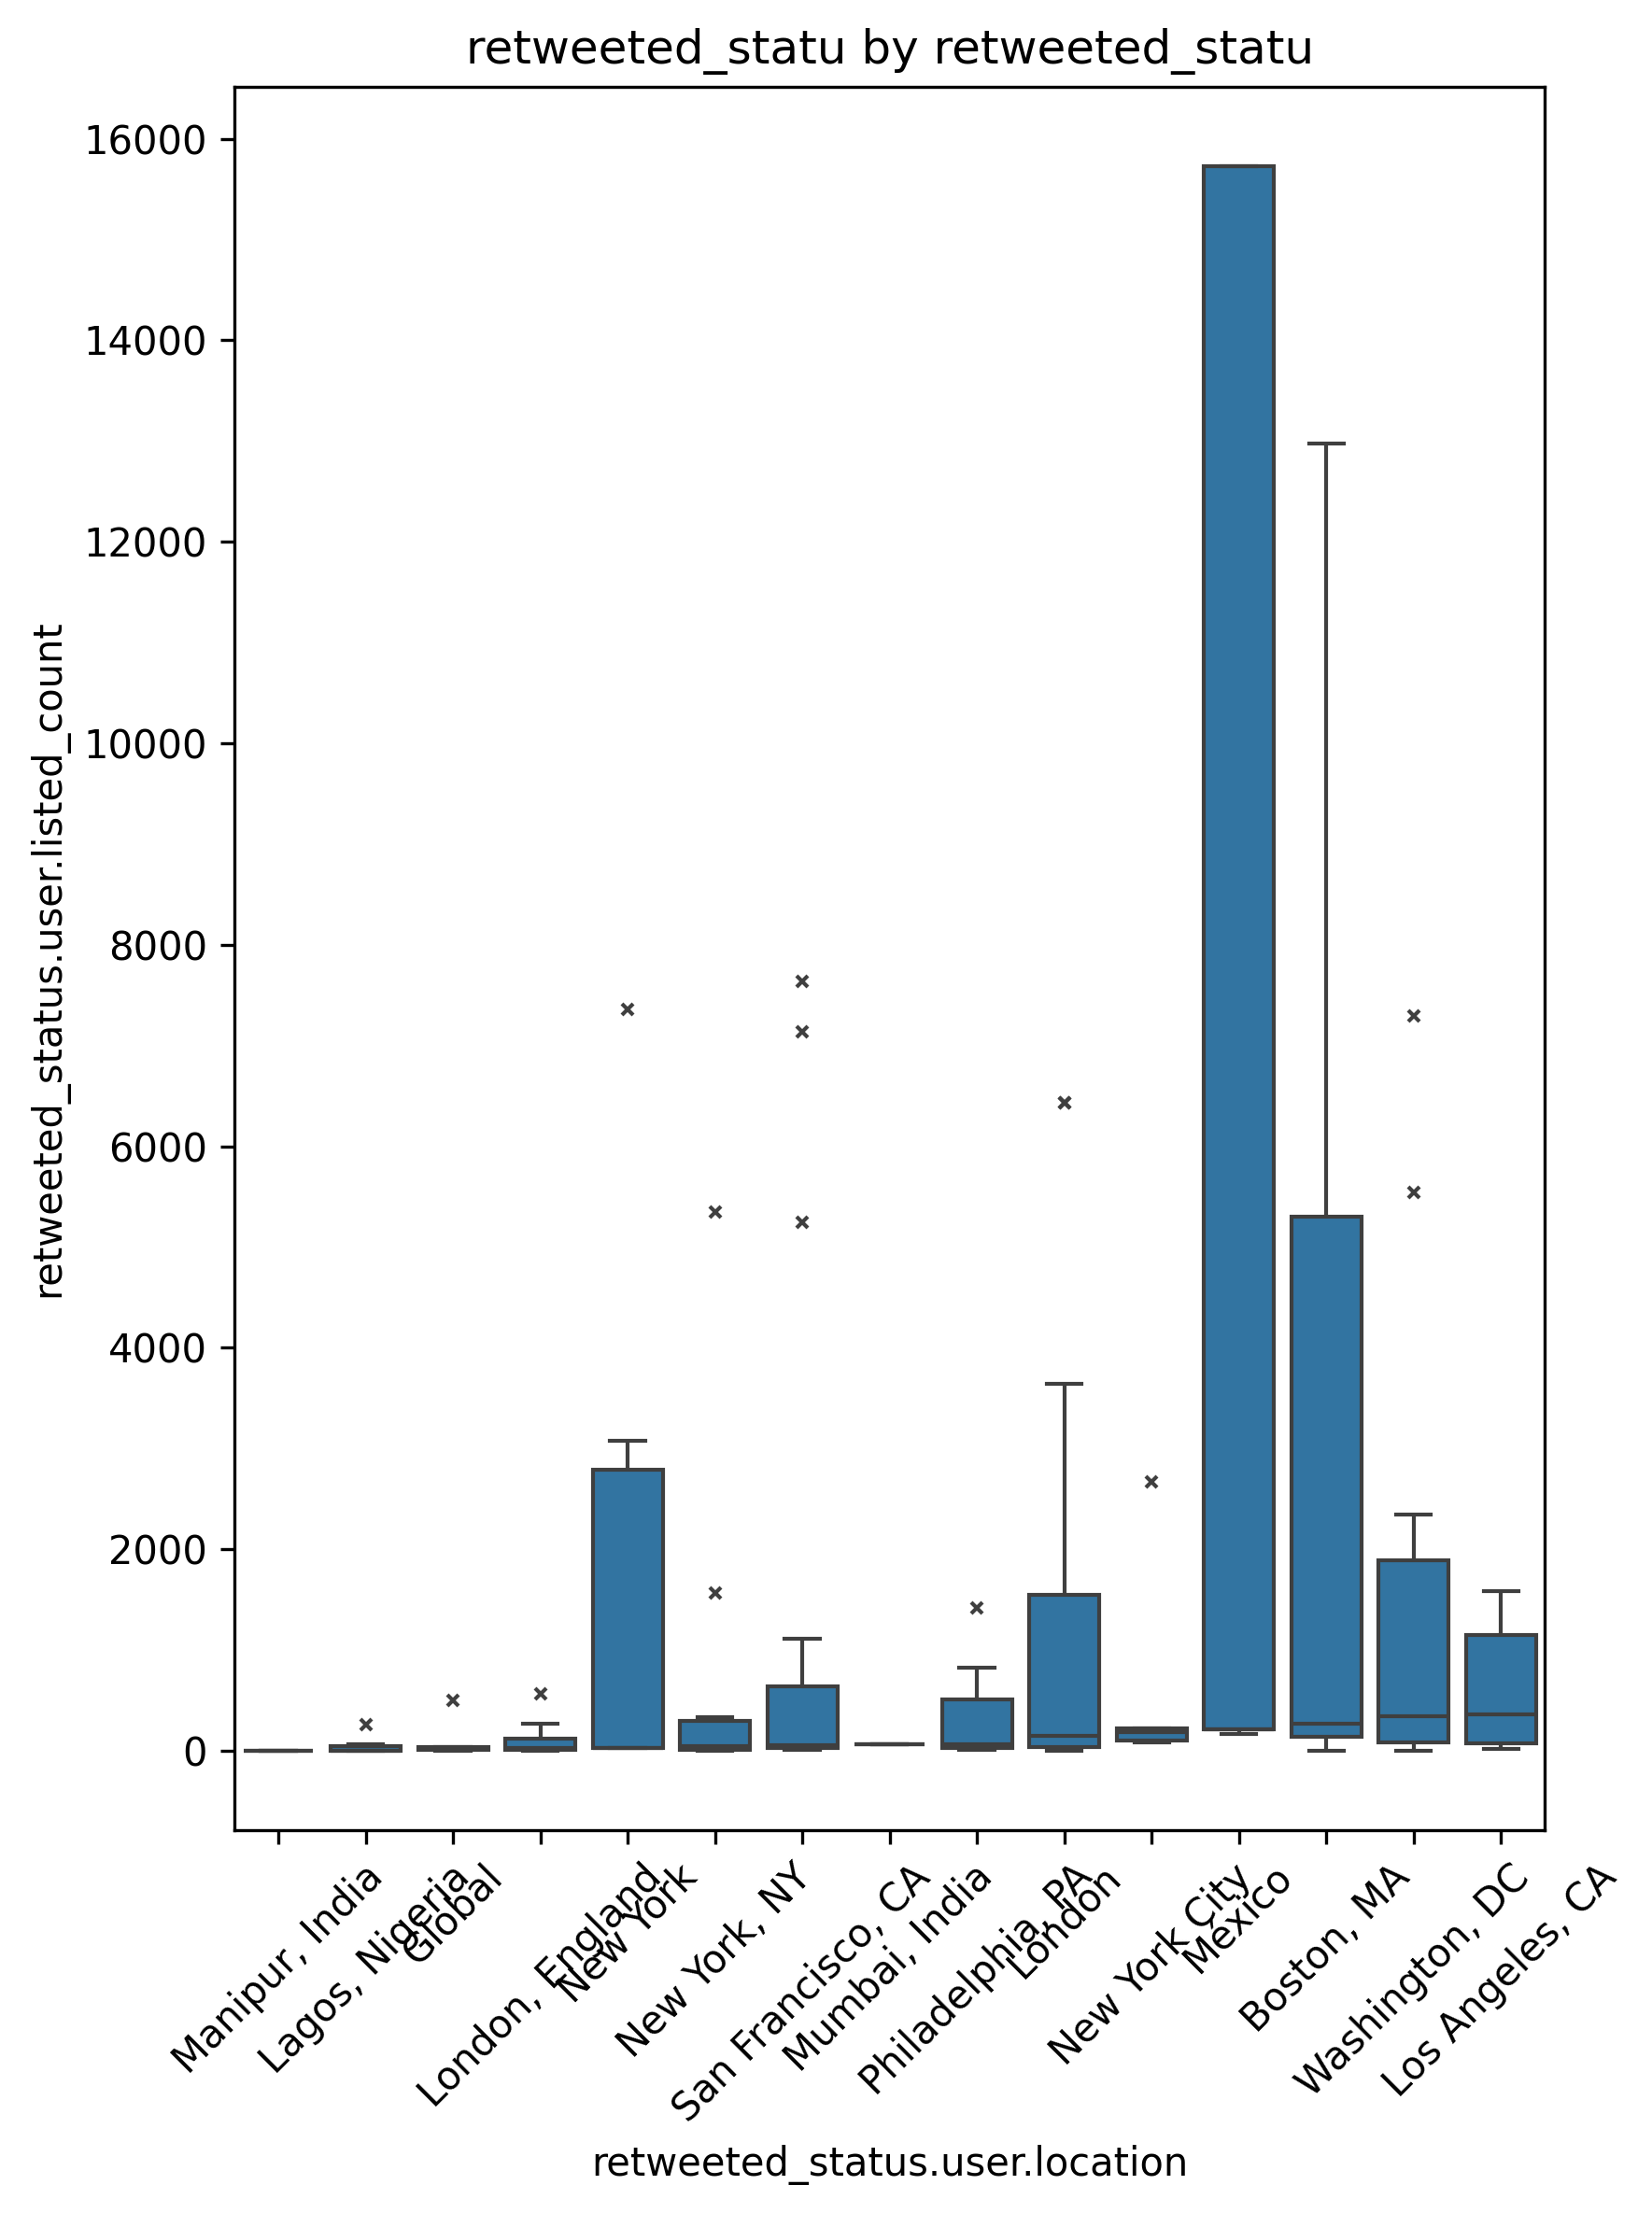 retweeted_statu by retweeted_statu
16000
14000
12000
10000
8000
6000
4000
2000
0
retweeted_status.user.listed_count
Manipur, India
Lagos, Nigeria
Global
London, England
New York
New York, NY
San Francisco, CA
Mumbai, India
Philadelphia, PA
London
New York City
México
Boston, MA
Washington, DC
Los Angeles, CA
retweeted_status.user.location